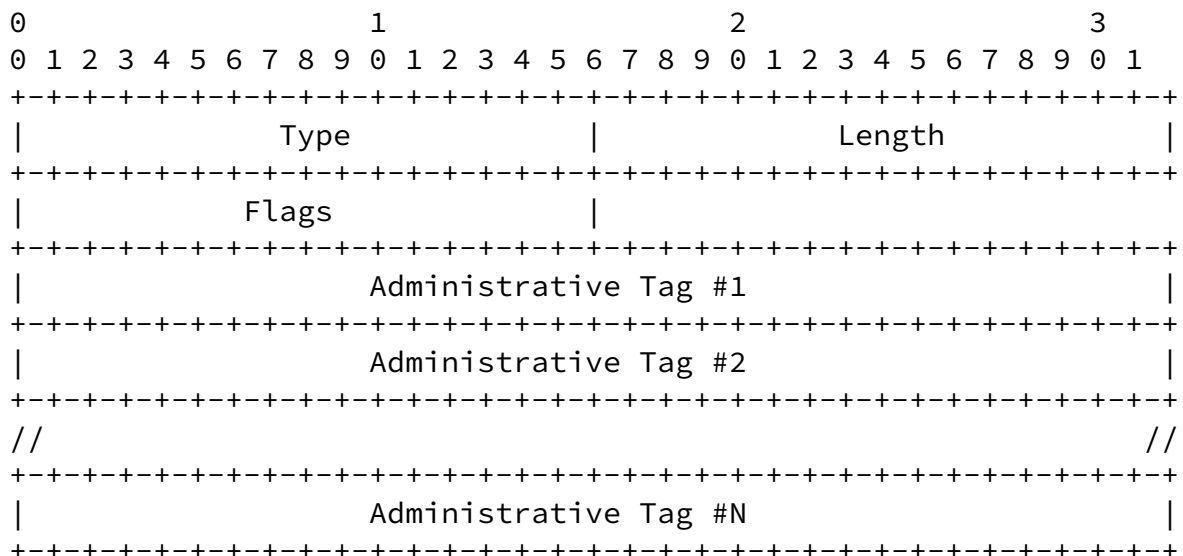 0                   1                   2                   3
0 1 2 3 4 5 6 7 8 9 0 1 2 3 4 5 6 7 8 9 0 1 2 3 4 5 6 7 8 9 0 1
+-+-+-+-+-+-+-+-+-+-+-+-+-+-+-+-+-+-+-+-+-+-+-+-+-+-+-+-+-+-+-+-+
|              Type             |             Length            |
+-+-+-+-+-+-+-+-+-+-+-+-+-+-+-+-+-+-+-+-+-+-+-+-+-+-+-+-+-+-+-+-+
|            Flags              |
+-+-+-+-+-+-+-+-+-+-+-+-+-+-+-+-+-+-+-+-+-+-+-+-+-+-+-+-+-+-+-+-+
|                   Administrative Tag #1                       |
+-+-+-+-+-+-+-+-+-+-+-+-+-+-+-+-+-+-+-+-+-+-+-+-+-+-+-+-+-+-+-+-+
|                   Administrative Tag #2                       |
+-+-+-+-+-+-+-+-+-+-+-+-+-+-+-+-+-+-+-+-+-+-+-+-+-+-+-+-+-+-+-+-+
//                                                             //
+-+-+-+-+-+-+-+-+-+-+-+-+-+-+-+-+-+-+-+-+-+-+-+-+-+-+-+-+-+-+-+-+
|                   Administrative Tag #N                       |
+-+-+-+-+-+-+-+-+-+-+-+-+-+-+-+-+-+-+-+-+-+-+-+-+-+-+-+-+-+-+-+-+